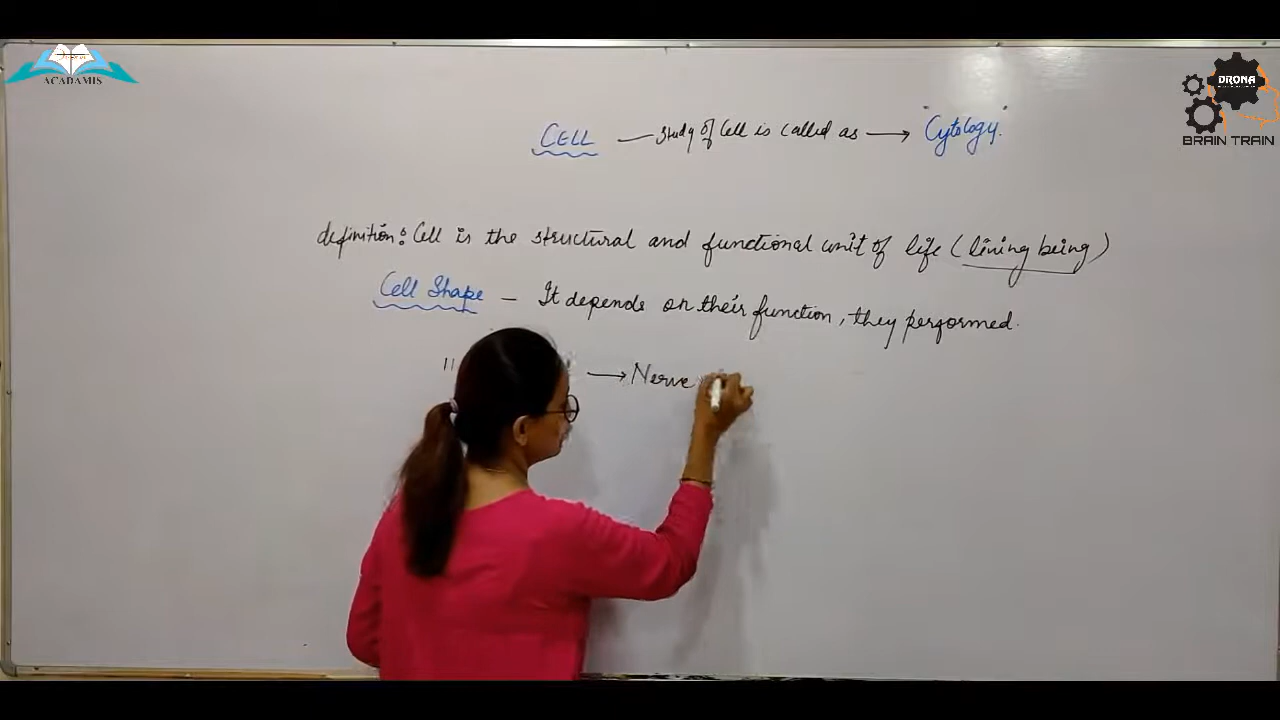 ACADAMIS
DRONA
BRAIN TRAIN
CELL — study of Cell is called as → "Cytology."
definition: Cell is the structural and functional unit of life (living being)
Cell Shape - It depends on their function, they performed.
" → Nerve